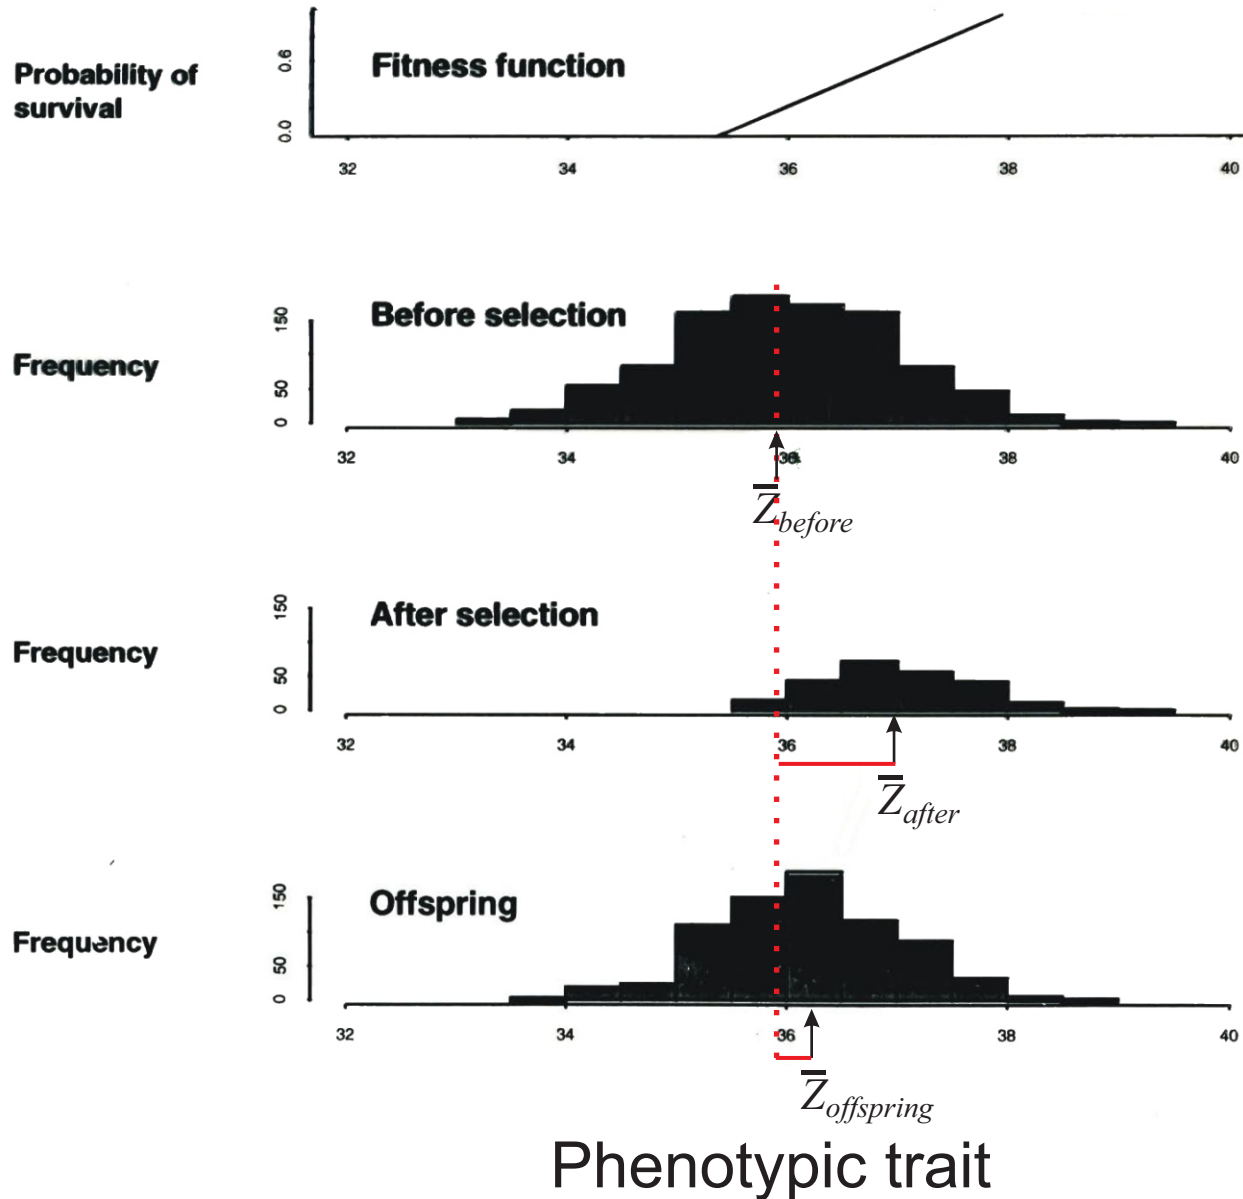 Probability of
survival
0.6
0.0
Fitness function
32 34 36 38 40
Frequency
150
50
0
Before selection
32 34 36 38 40
Z̅before
Frequency
150
50
0
After selection
32 34 36 38 40
Z̅after
Frequency
150
50
0
Offspring
32 34 36 38 40
Z̅offspring
Phenotypic trait